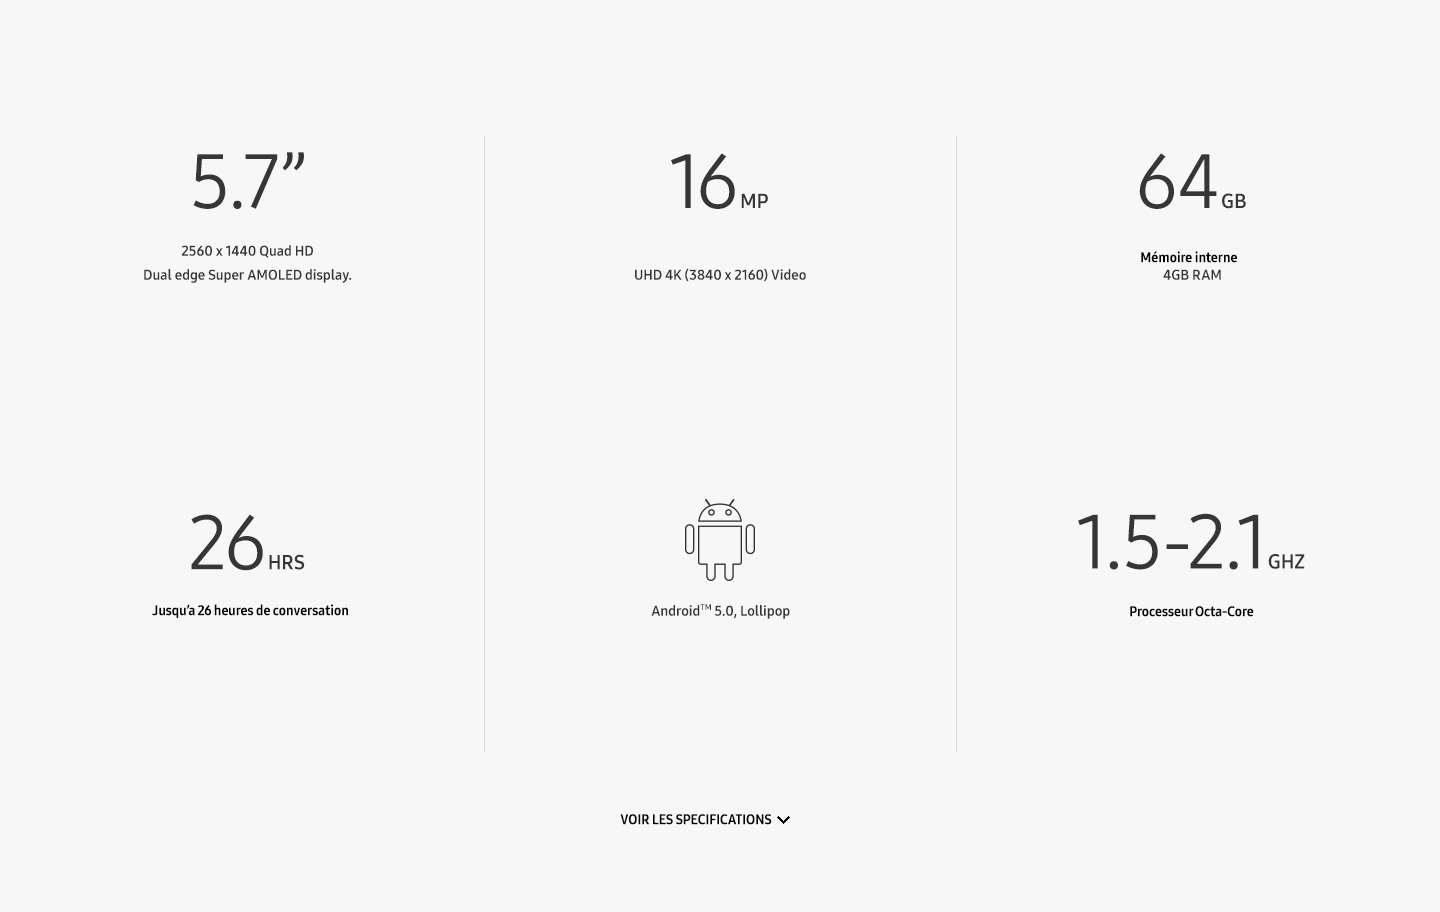 5.7”
2560 x 1440 Quad HD
Dual edge Super AMOLED display.
16 MP
UHD 4K (3840 x 2160) Video
64 GB
Mémoire interne
4GB RAM
26 HRS
Jusqu’a 26 heures de conversation
Android™ 5.0, Lollipop
1.5-2.1 GHZ
Processeur Octa-Core
VOIR LES SPECIFICATIONS